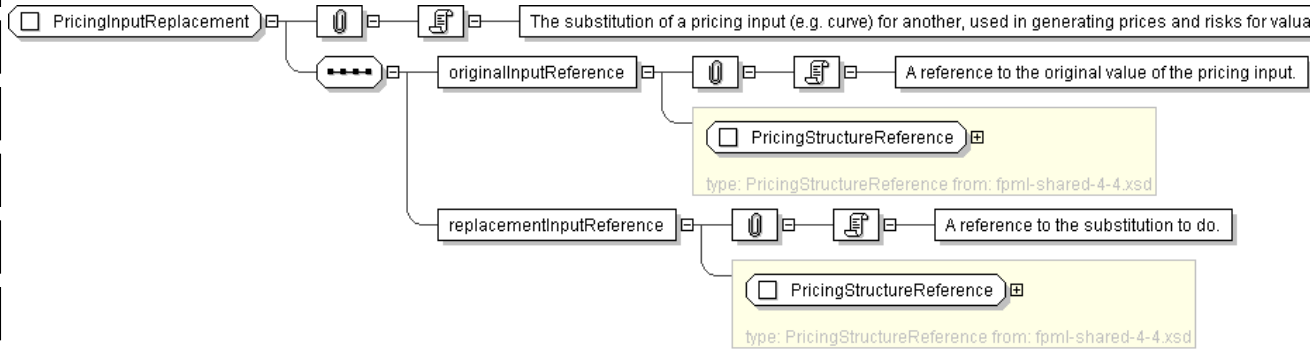 PricingInputReplacement
The substitution of a pricing input (e.g. curve) for another, used in generating prices and risks for valua
originalInputReference
A reference to the original value of the pricing input.
PricingStructureReference
type: PricingStructureReference from: fpml-shared-4-4.xsd
replacementInputReference
A reference to the substitution to do.
PricingStructureReference
type: PricingStructureReference from: fpml-shared-4-4.xsd